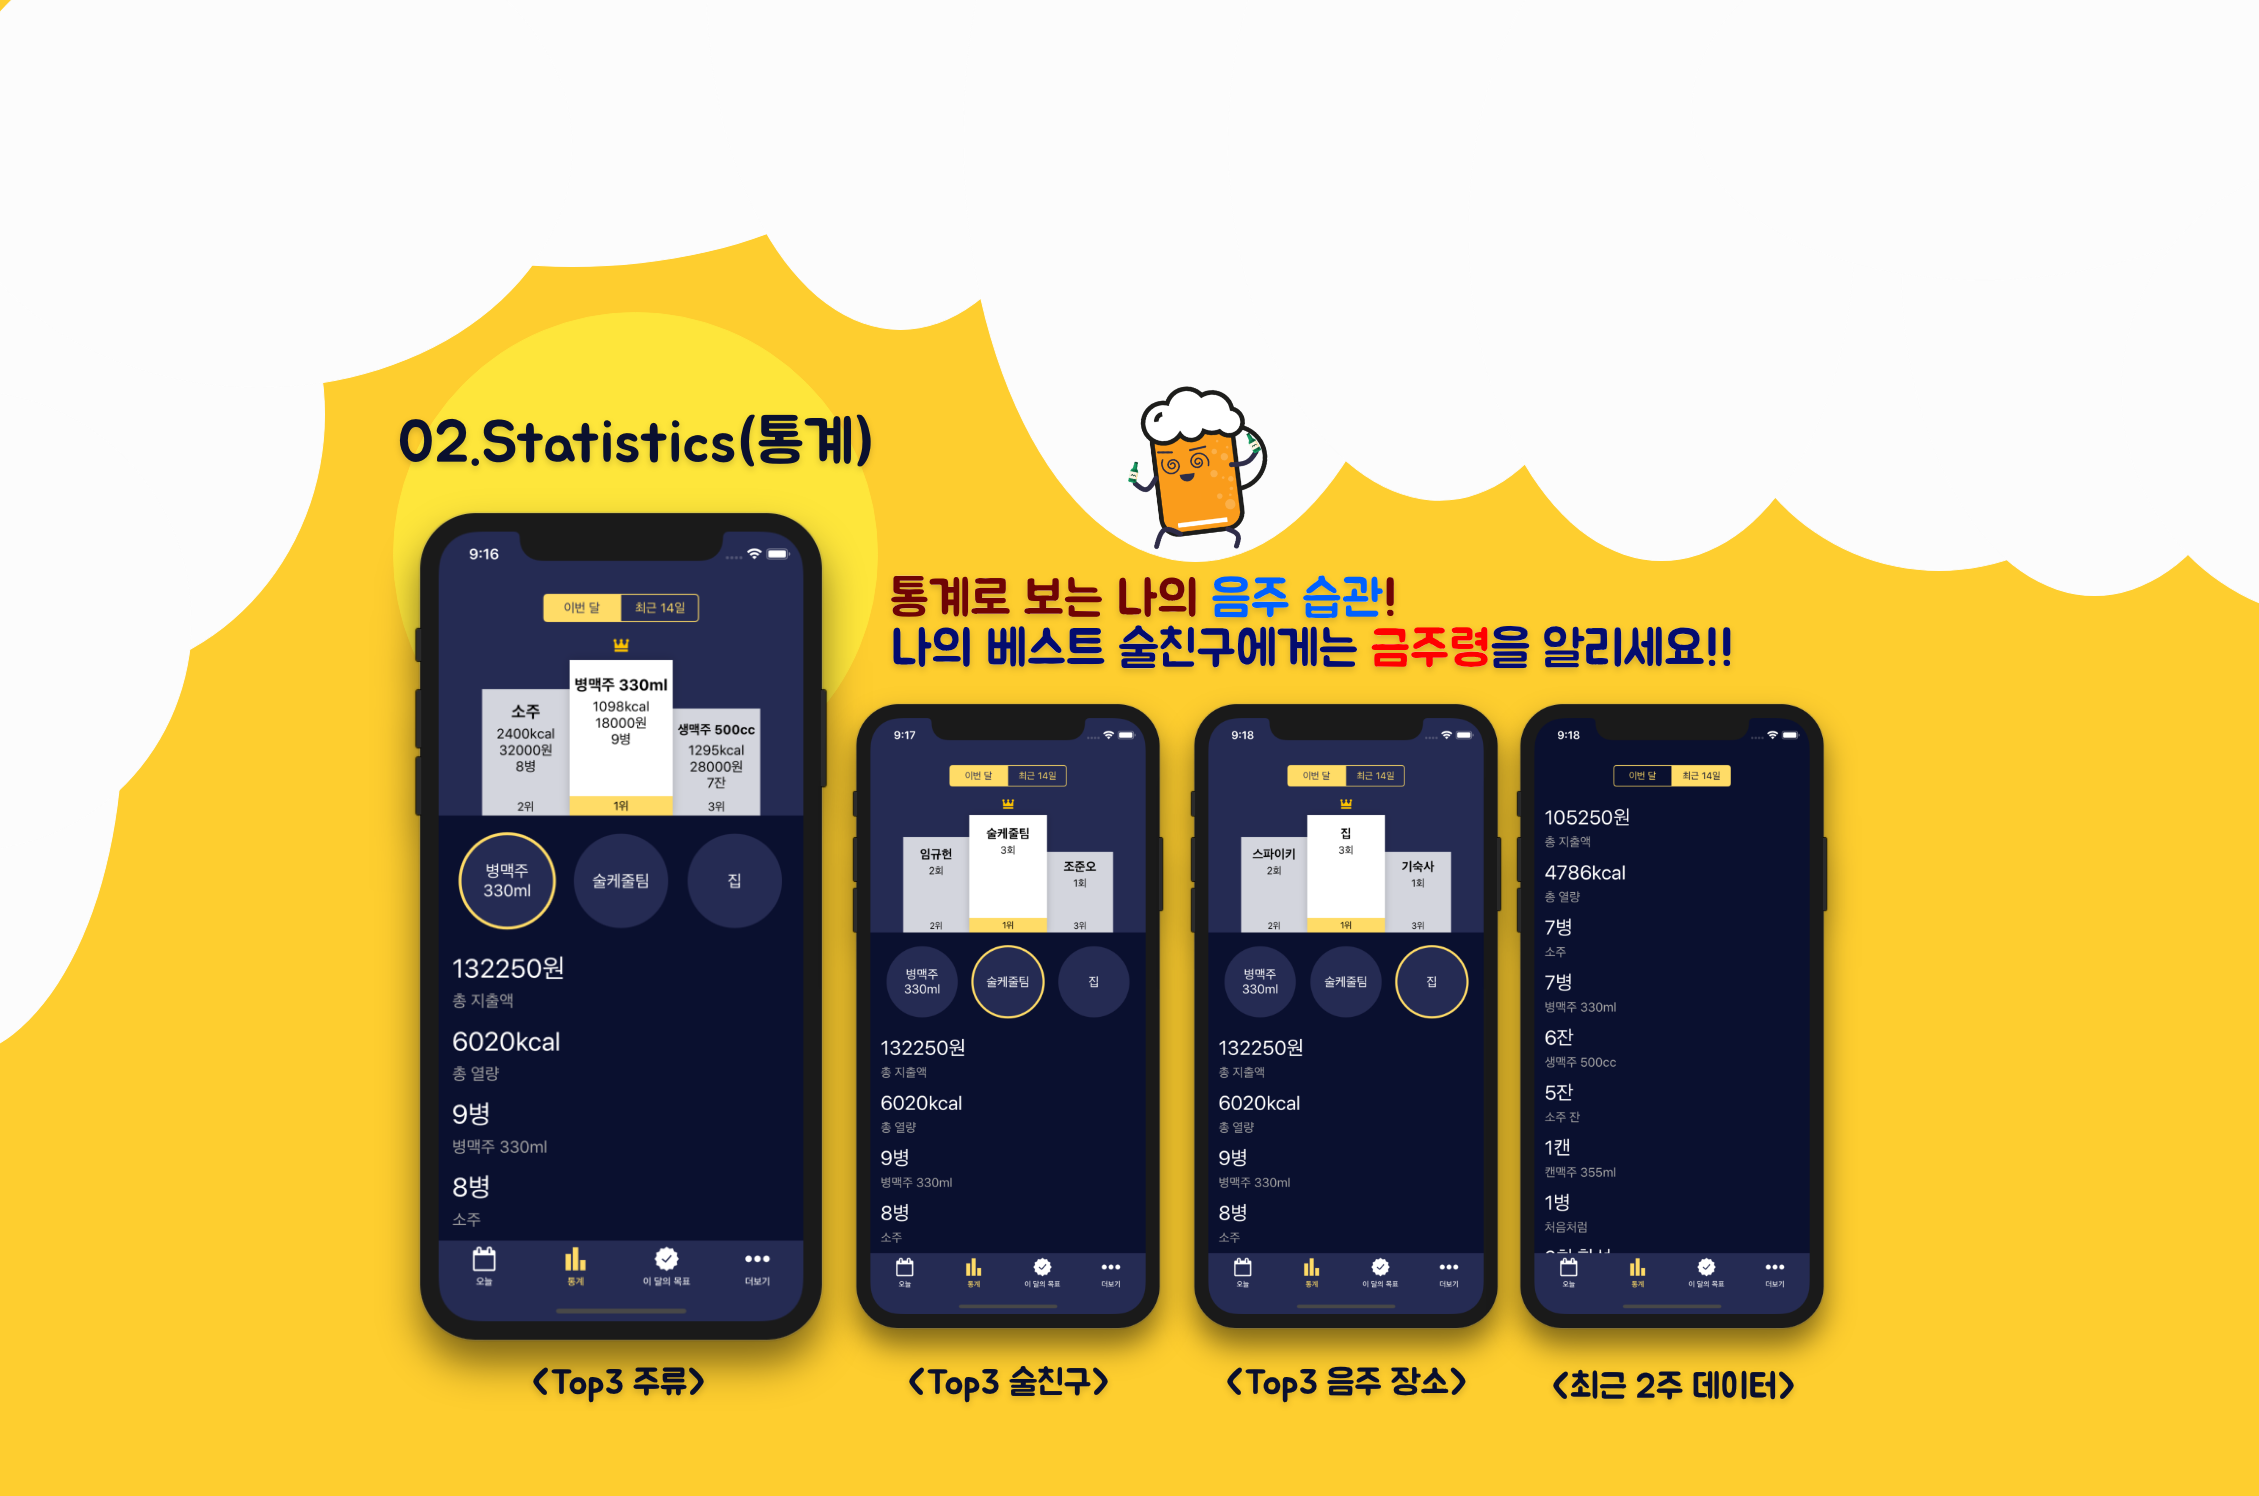 02.Statistics(통계)
통계로 보는 나의 음주 습관!
나의 베스트 술친구에게는 금주령을 알리세요!!
9:16
이번 달 최근 14일
병맥주 330ml
1098kcal
18000원
9병
1위
소주
2400kcal
32000원
8병
2위
생맥주 500cc
1295kcal
28000원
7잔
3위
병맥주
330ml
술케줄팀
집
132250원
총 지출액
6020kcal
총 열량
9병
병맥주 330ml
8병
소주
오늘 통계 이 달의 목표 더보기
<Top3 주류>
9:17
이번 달 최근 14일
술케줄팀
3회
1위
임규헌
2회
2위
조준오
1회
3위
병맥주
330ml
술케줄팀
집
132250원
총 지출액
6020kcal
총 열량
9병
병맥주 330ml
8병
소주
오늘 통계 이 달의 목표 더보기
<Top3 술친구>
9:18
이번 달 최근 14일
집
3회
1위
스파이키
2회
2위
기숙사
1회
3위
병맥주
330ml
술케줄팀
집
132250원
총 지출액
6020kcal
총 열량
9병
병맥주 330ml
8병
소주
오늘 통계 이 달의 목표 더보기
<Top3 음주 장소>
9:18
이번 달 최근 14일
105250원
총 지출액
4786kcal
총 열량
7병
소주
7병
병맥주 330ml
6잔
생맥주 500cc
5잔
소주 잔
1캔
캔맥주 355ml
1병
처음처럼
오늘 통계 이 달의 목표 더보기
<최근 2주 데이터>